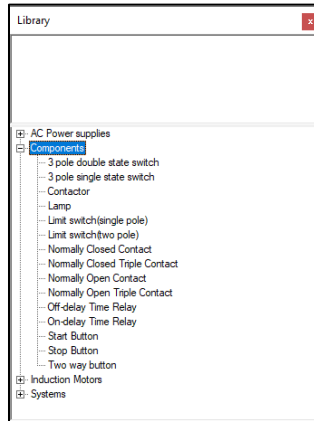 Library
x
AC Power supplies
Components
3 pole double state switch
3 pole single state switch
Contactor
Lamp
Limit switch(single pole)
Limit switch(two pole)
Normally Closed Contact
Normally Closed Triple Contact
Normally Open Contact
Normally Open Triple Contact
Off-delay Time Relay
On-delay Time Relay
Start Button
Stop Button
Two way button
Induction Motors
Systems